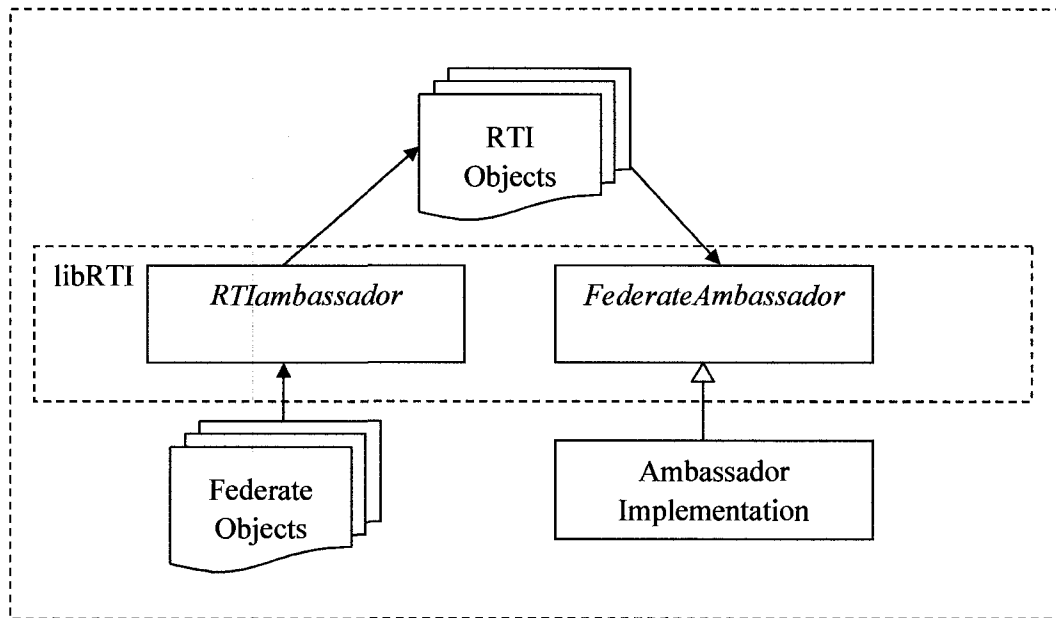 RTI
Objects
libRTI
RTIambassador
FederateAmbassador
Federate
Objects
Ambassador
Implementation